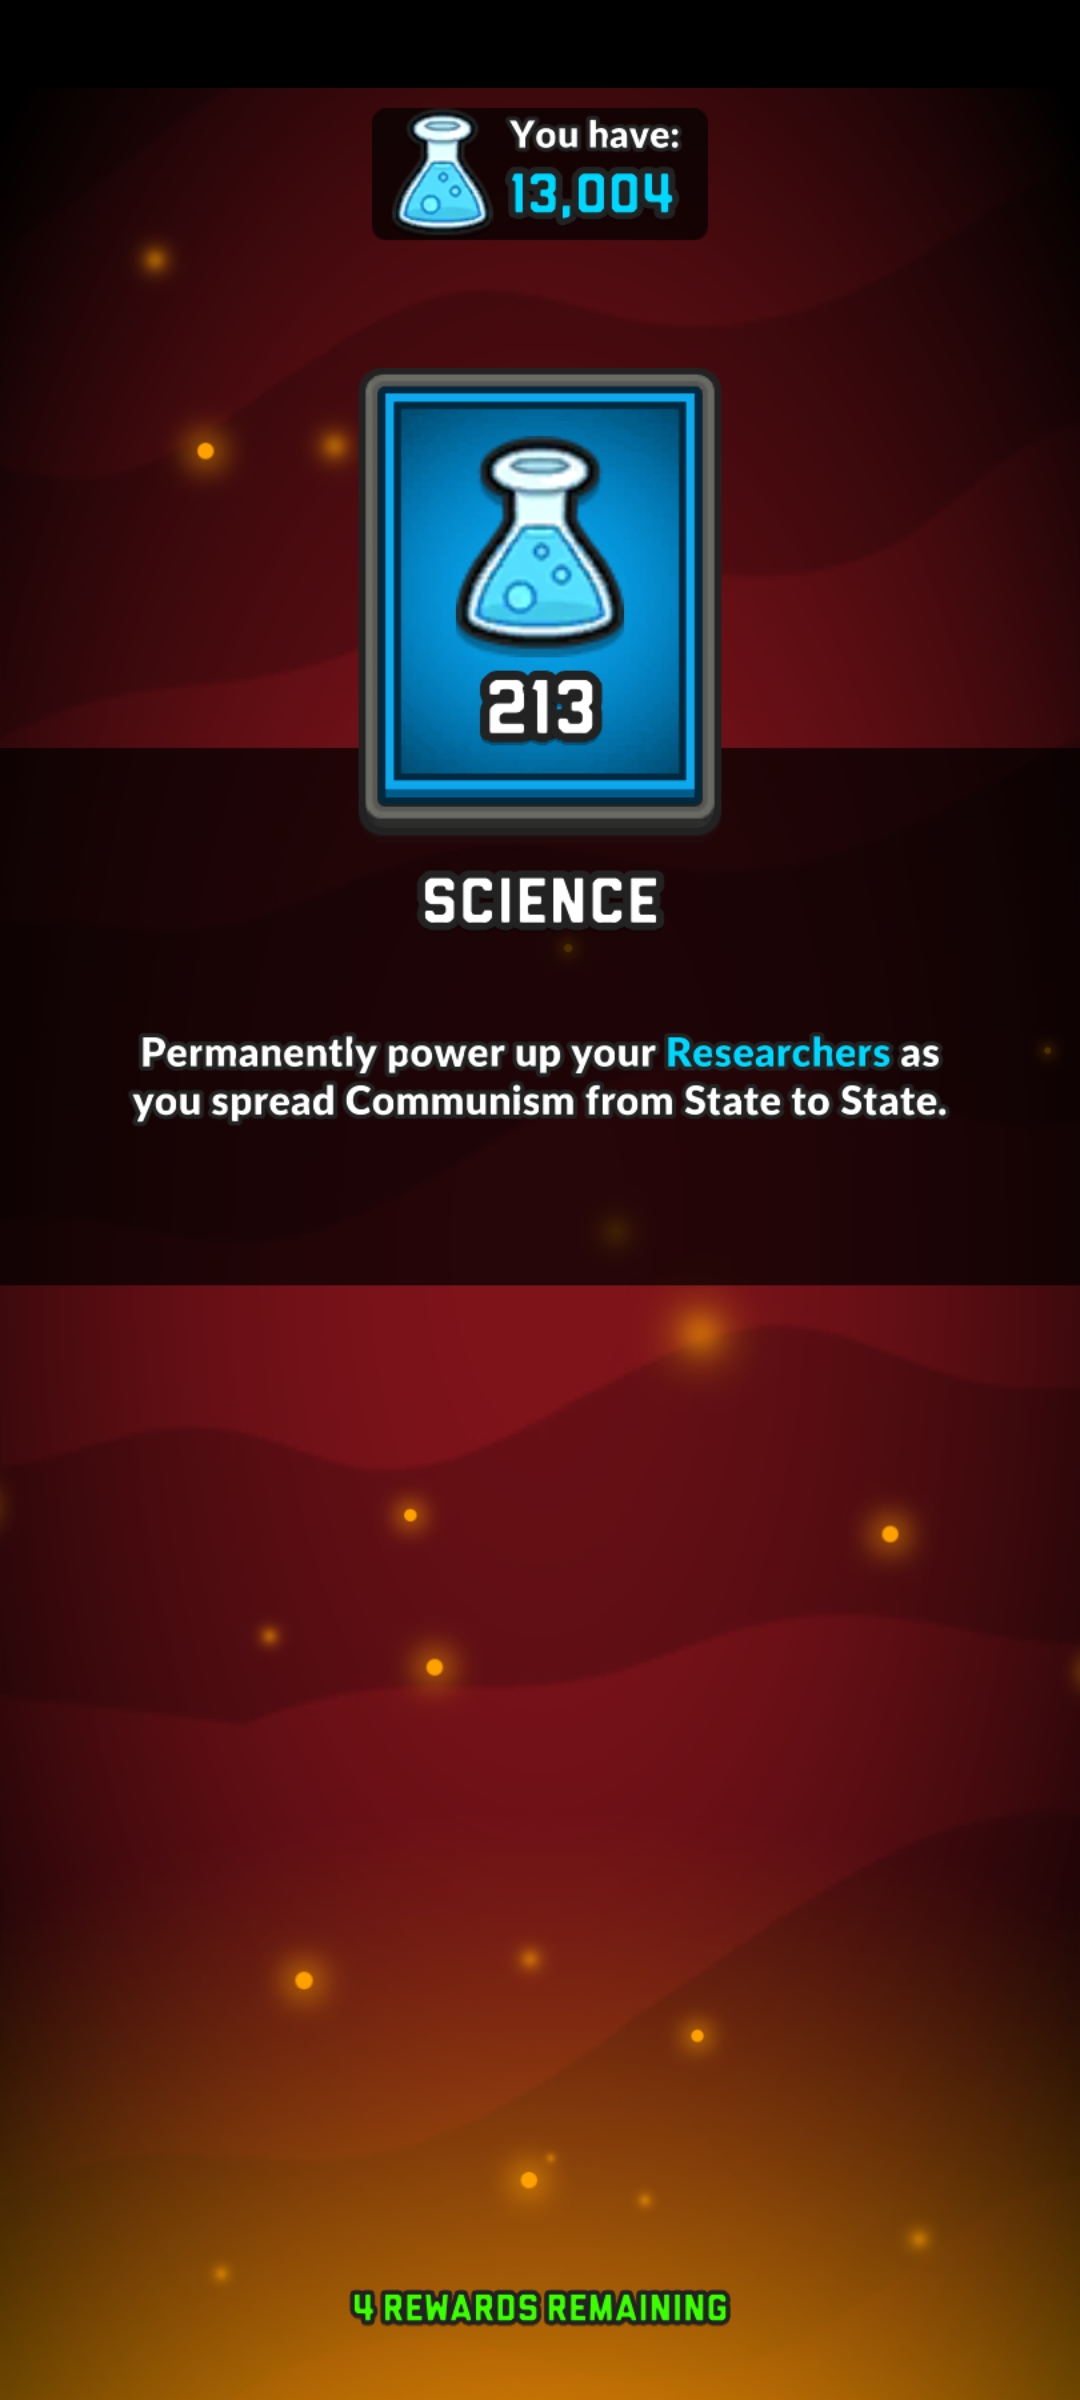 You have:
13,004
213
SCIENCE
Permanently power up your Researchers as
you spread Communism from State to State.
4 REWARDS REMAINING